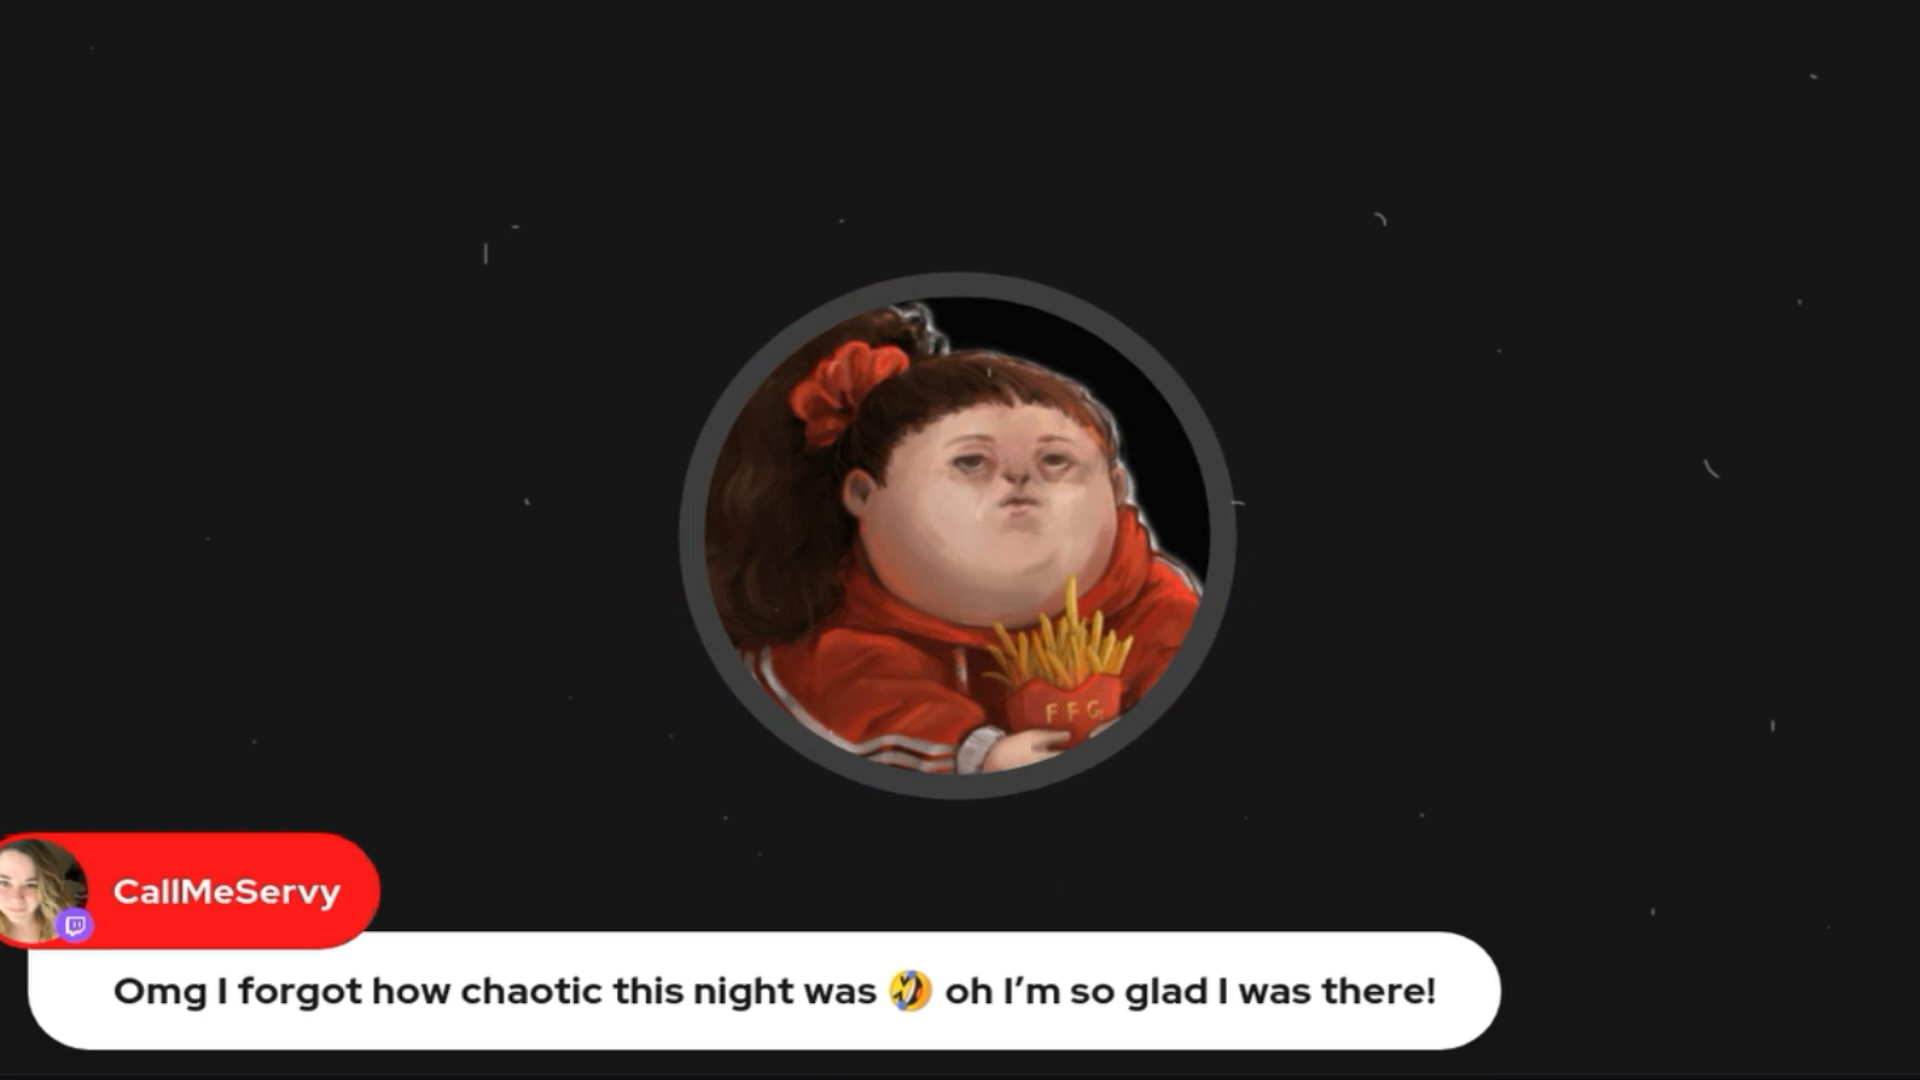 FFG
CallMeServy
Omg I forgot how chaotic this night was 🤣 oh I’m so glad I was there!